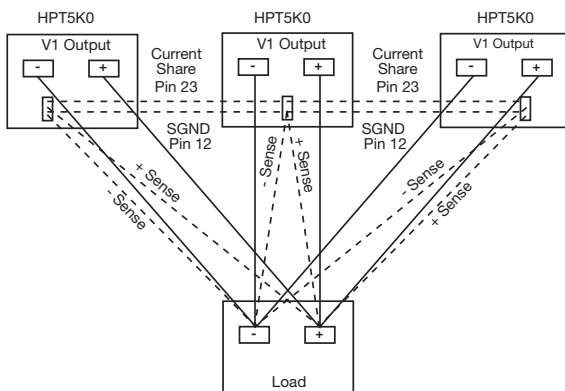 HPT5K0
HPT5K0
HPT5K0
V1 Output
V1 Output
V1 Output
- +
- +
- +
Current
Share
Pin 23
Current
Share
Pin 23
SGND
Pin 12
SGND
Pin 12
- Sense
+ Sense
- Sense
+ Sense
- Sense
+ Sense
- +
Load